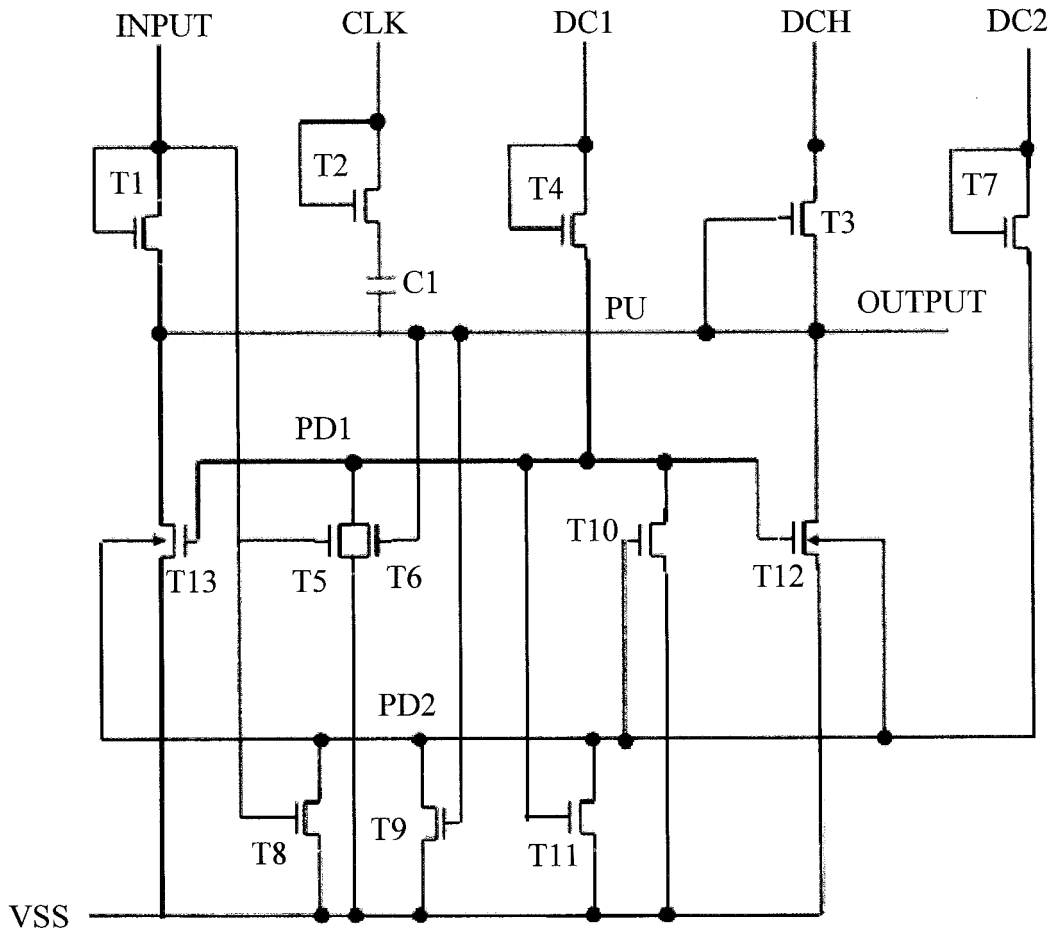 INPUT CLK DC1 DCH DC2
T1 T2 T4 T3 T7
C1
PU OUTPUT
PD1
T13 T5 T6 T10 T12
PD2
T8 T9 T11
VSS